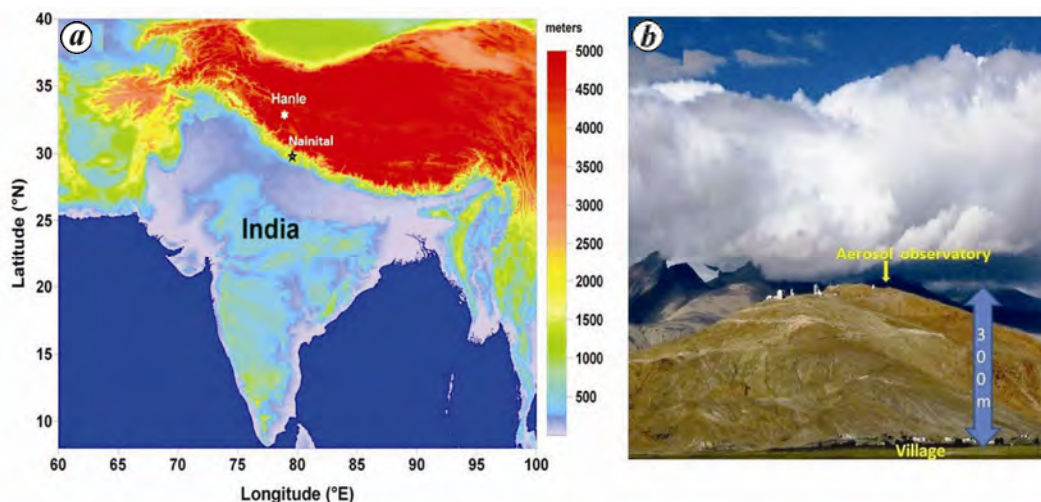 a
meters
40
35
30
25
20
15
10
Latitude (°N)
Hanle
Nainital
India
60 65 70 75 80 85 90 95 100
Longitude (°E)
5000
4500
4000
3500
3000
2500
2000
1500
1000
500
b
Aerosol observatory
300 m
Village